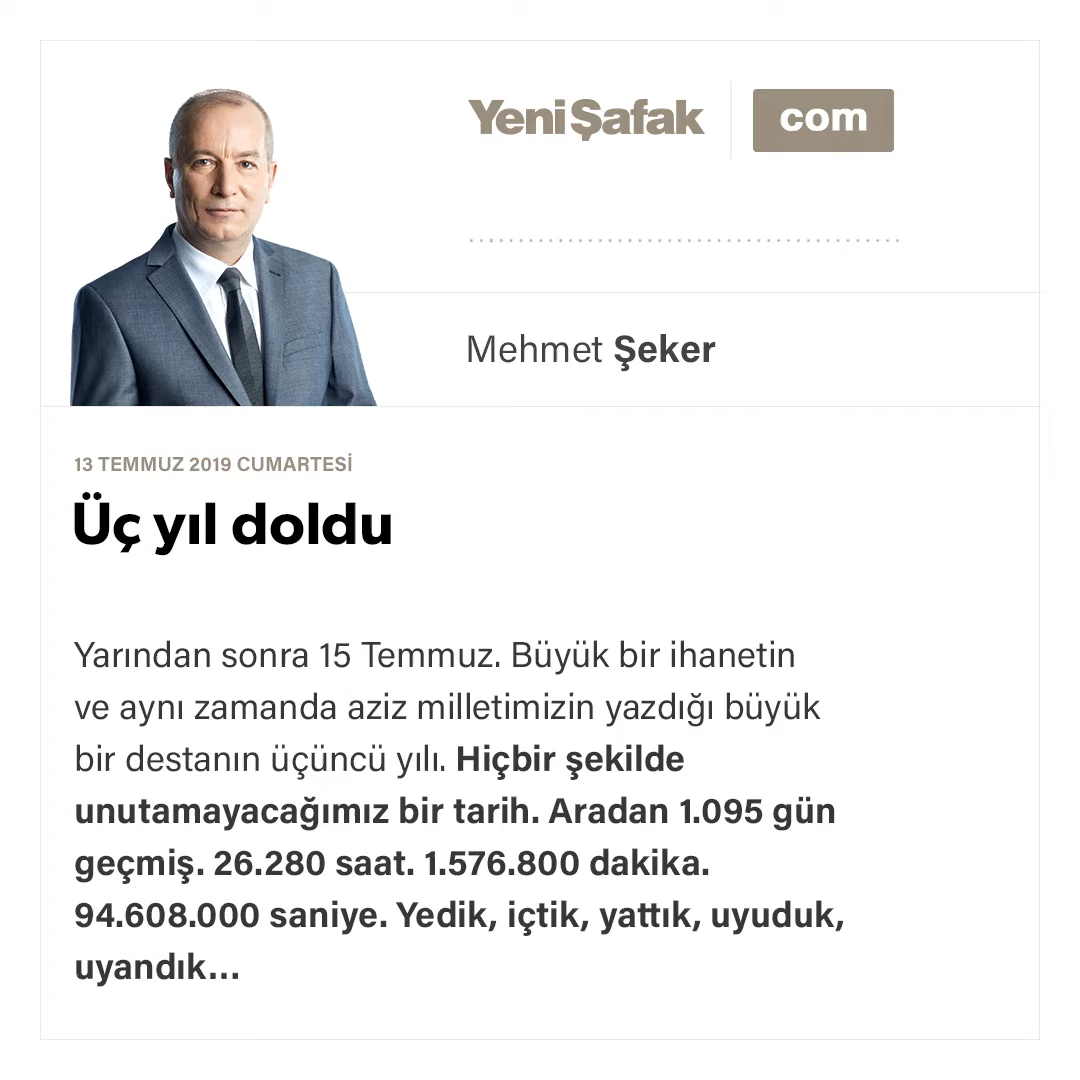 YeniŞafak com
Mehmet Şeker
13 TEMMUZ 2019 CUMARTESİ
Üç yıl doldu
Yarından sonra 15 Temmuz. Büyük bir ihanetin
ve aynı zamanda aziz milletimizin yazdığı büyük
bir destanın üçüncü yılı. Hiçbir şekilde
unutamayacağımız bir tarih. Aradan 1.095 gün
geçmiş. 26.280 saat. 1.576.800 dakika.
94.608.000 saniye. Yedik, içtik, yattık, uyuduk,
uyandık...